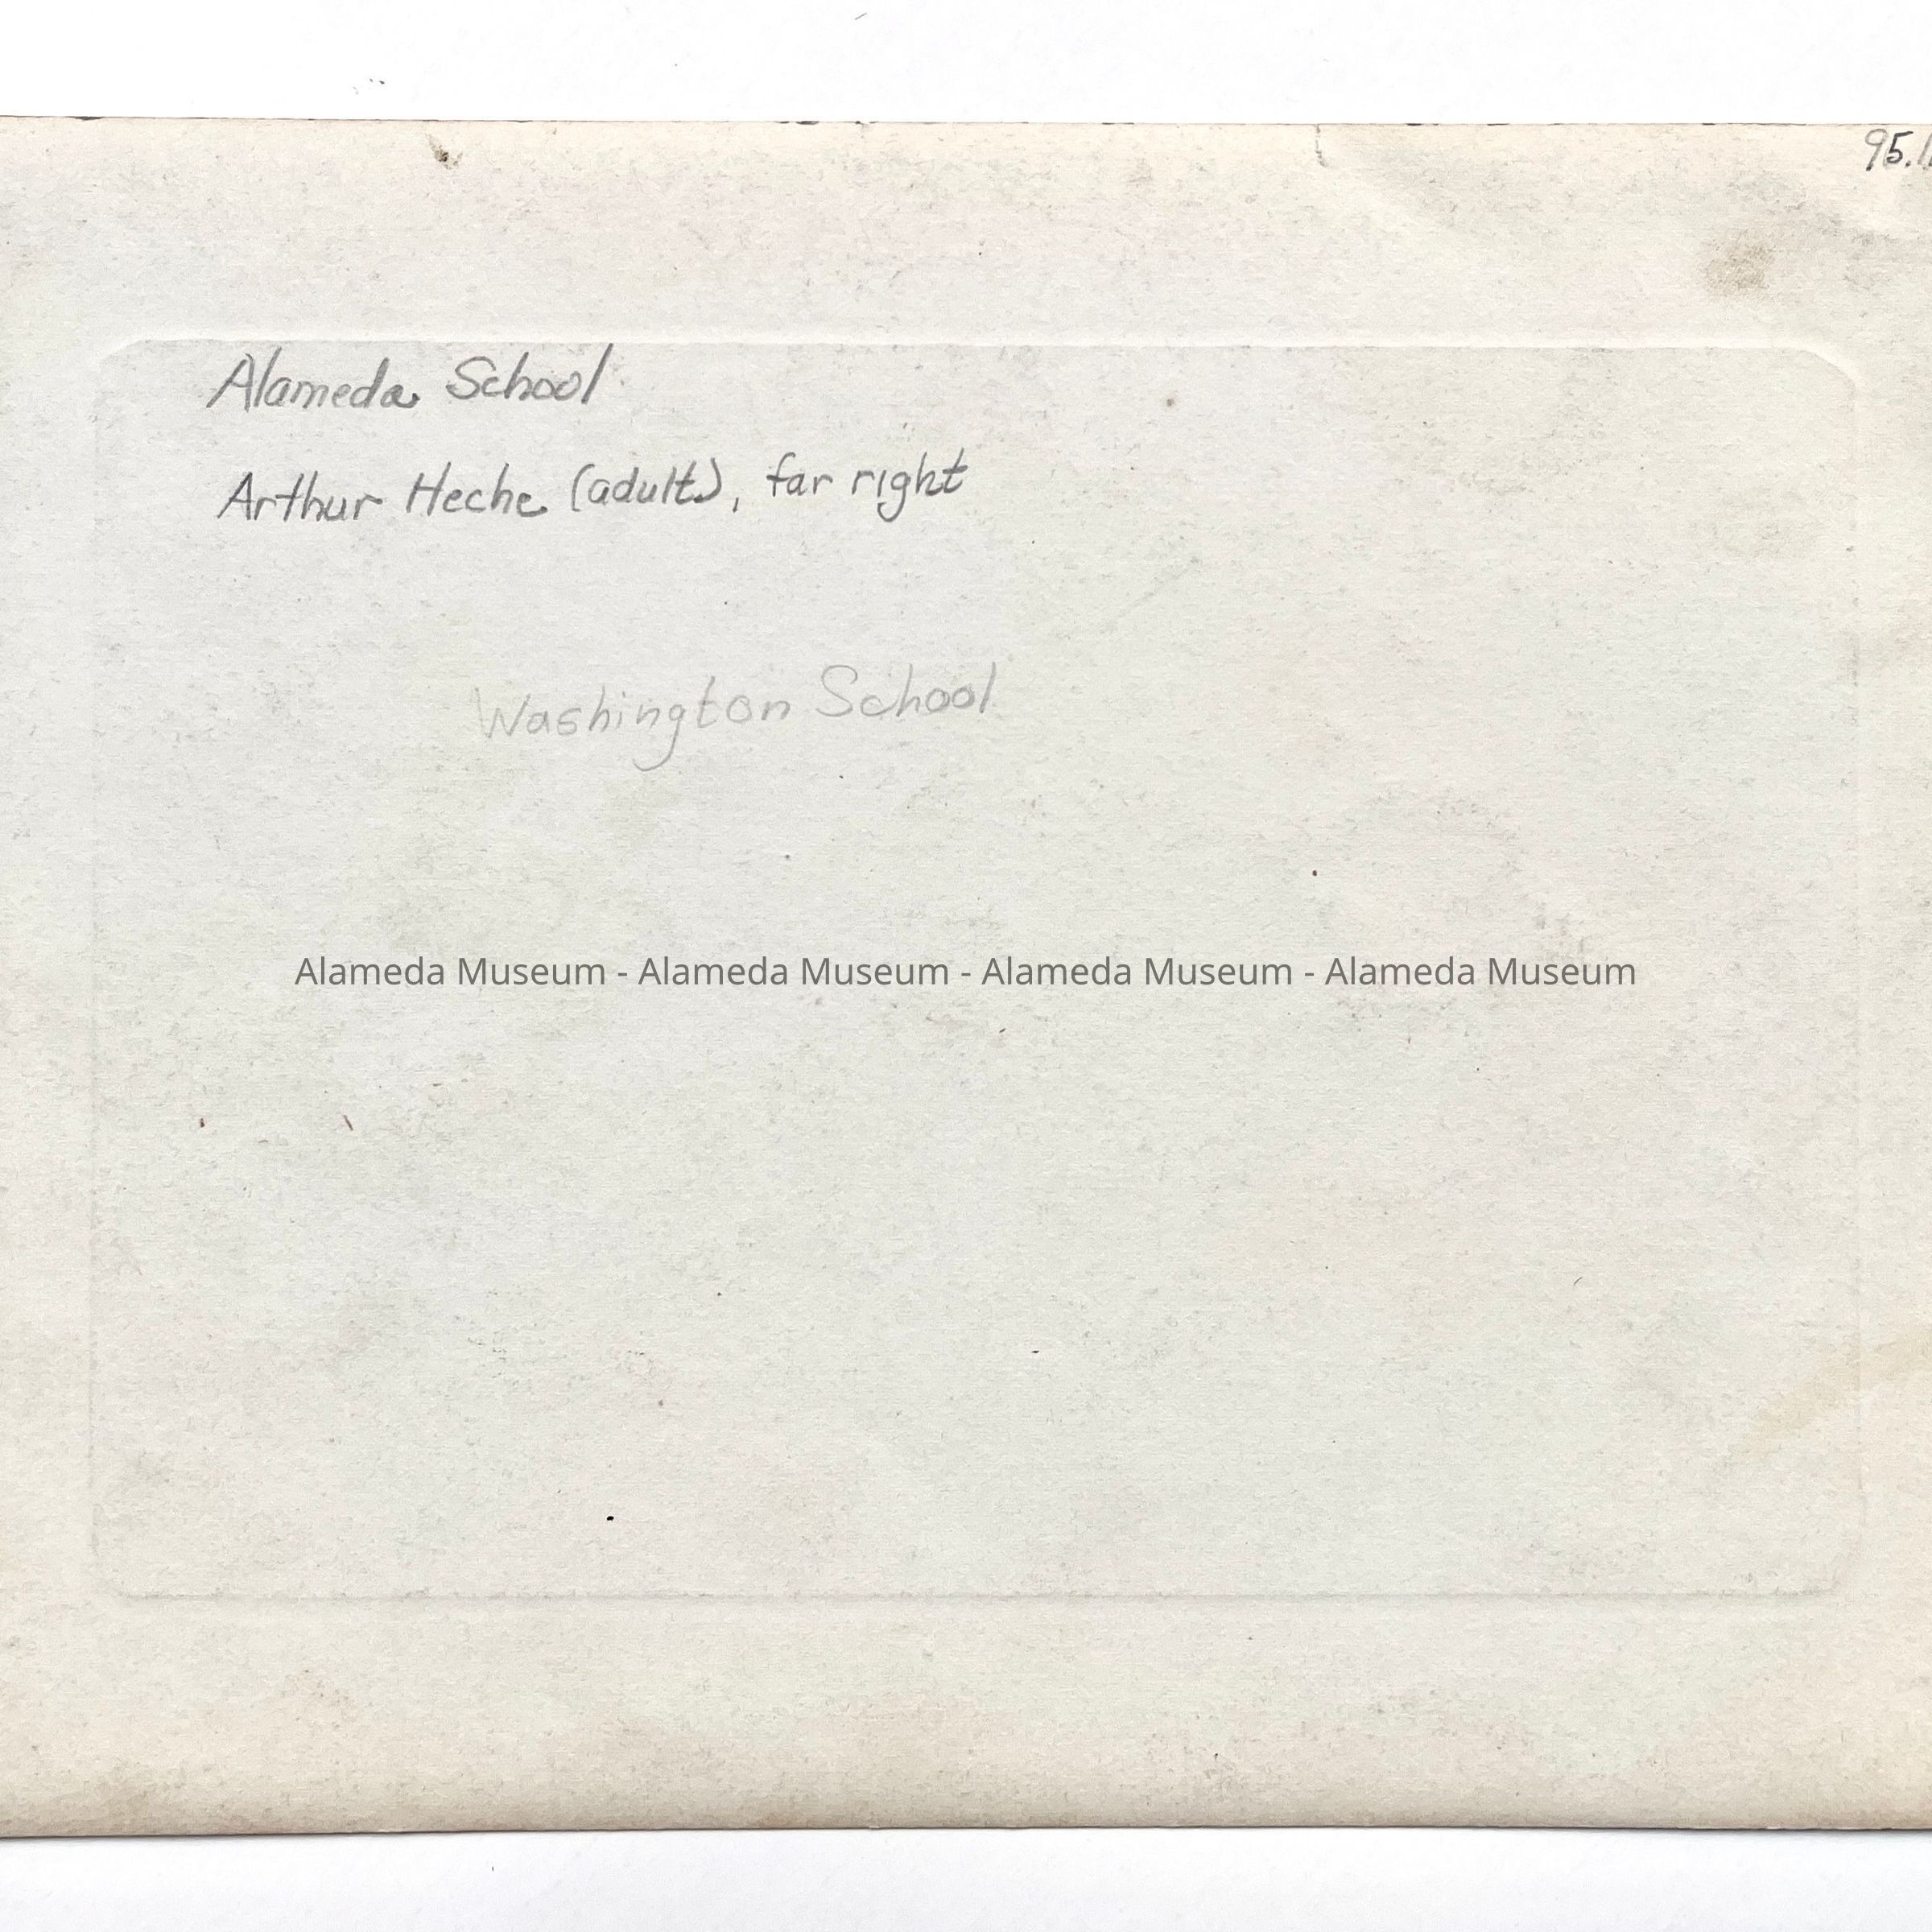 95.1
Alameda School
Arthur Heche (adult), far right
Washington School
Alameda Museum - Alameda Museum - Alameda Museum - Alameda Museum